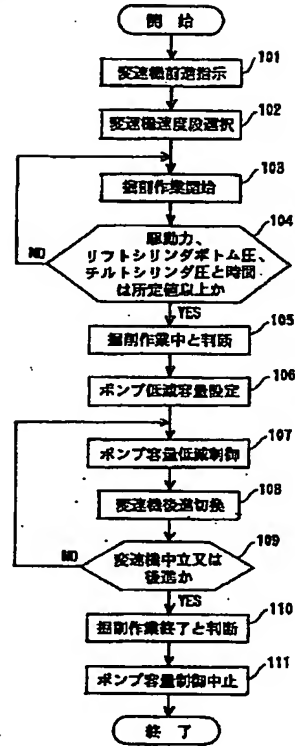 開 始
101
変速機前進指示
102
変速機速度段選択
103
掘削作業開始
104
駆動力、
リフトシリンダボトム圧、
チルトシリンダ圧と時間
は所定値以上か
NO
YES
105
掘削作業中と判断
106
ポンプ低減容量設定
107
ポンプ容量低減制御
108
変速機後進切換
109
変速機中立又は
後進か
NO
YES
110
掘削作業終了と判断
111
ポンプ容量制御中止
終 了